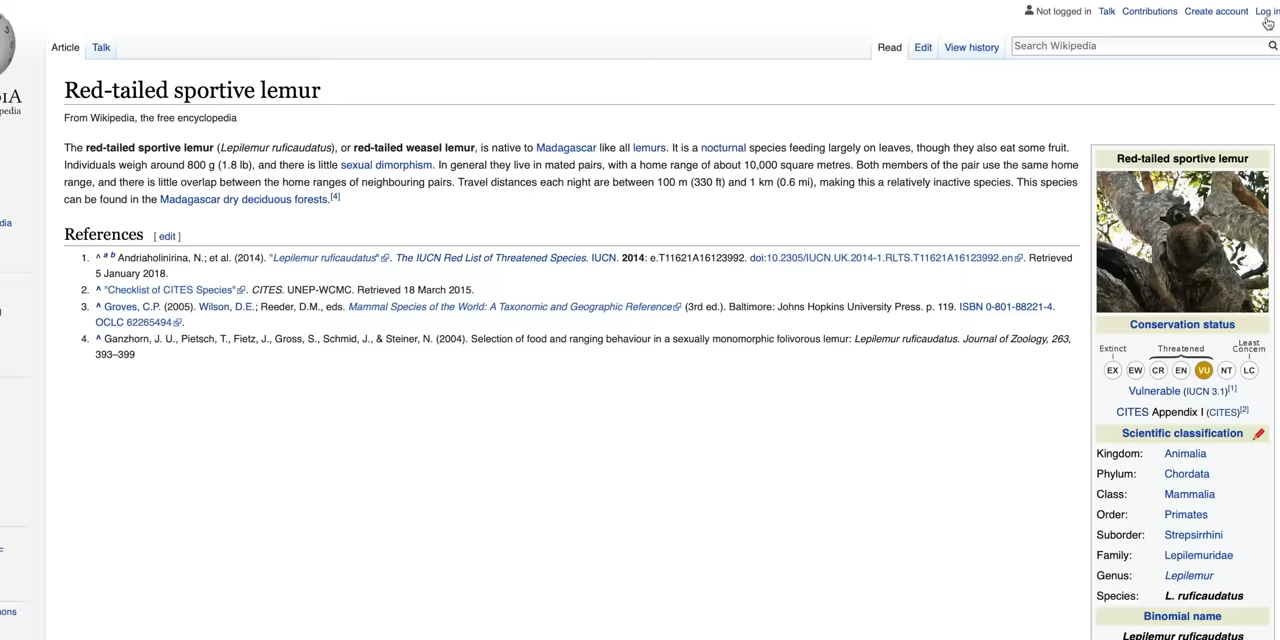 Not logged in Talk Contributions Create account Log in
Article Talk Read Edit View history Search Wikipedia
Red-tailed sportive lemur
From Wikipedia, the free encyclopedia
The red-tailed sportive lemur (Lepilemur ruficaudatus), or red-tailed weasel lemur, is native to Madagascar like all lemurs. It is a nocturnal species feeding largely on leaves, though they also eat some fruit.
Individuals weigh around 800 g (1.8 lb), and there is little sexual dimorphism. In general they live in mated pairs, with a home range of about 10,000 square metres. Both members of the pair use the same home
range, and there is little overlap between the home ranges of neighbouring pairs. Travel distances each night are between 100 m (330 ft) and 1 km (0.6 mi), making this a relatively inactive species. This species
can be found in the Madagascar dry deciduous forests.[4]
References [ edit ]
1. ^ a b Andriaholinirina, N.; et al. (2014). "Lepilemur ruficaudatus". The IUCN Red List of Threatened Species. IUCN. 2014: e.T11621A16123992. doi:10.2305/IUCN.UK.2014-1.RLTS.T11621A16123992.en. Retrieved
5 January 2018.
2. ^ "Checklist of CITES Species". CITES. UNEP-WCMC. Retrieved 18 March 2015.
3. ^ Groves, C.P. (2005). Wilson, D.E.; Reeder, D.M., eds. Mammal Species of the World: A Taxonomic and Geographic Reference (3rd ed.). Baltimore: Johns Hopkins University Press. p. 119. ISBN 0-801-88221-4.
OCLC 62265494.
4. ^ Ganzhorn, J. U., Pietsch, T., Fietz, J., Gross, S., Schmid, J., & Steiner, N. (2004). Selection of food and ranging behaviour in a sexually monomorphic folivorous lemur: Lepilemur ruficaudatus. Journal of Zoology, 263,
393–399
Red-tailed sportive lemur
Conservation status
Extinct Threatened Least Concern
EX EW CR EN VU NT LC
Vulnerable (IUCN 3.1)[1]
CITES Appendix I (CITES)[2]
Scientific classification
Kingdom: Animalia
Phylum: Chordata
Class: Mammalia
Order: Primates
Suborder: Strepsirrhini
Family: Lepilemuridae
Genus: Lepilemur
Species: L. ruficaudatus
Binomial name
Lepilemur ruficaudatus